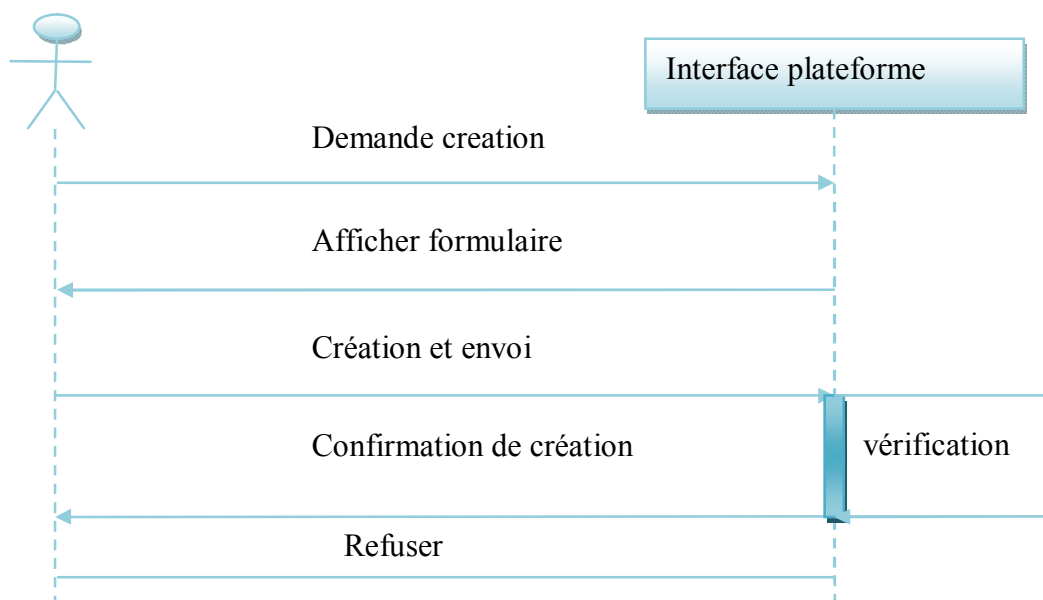 Interface plateforme
Demande creation
Afficher formulaire
Création et envoi
Confirmation de création
vérification
Refuser